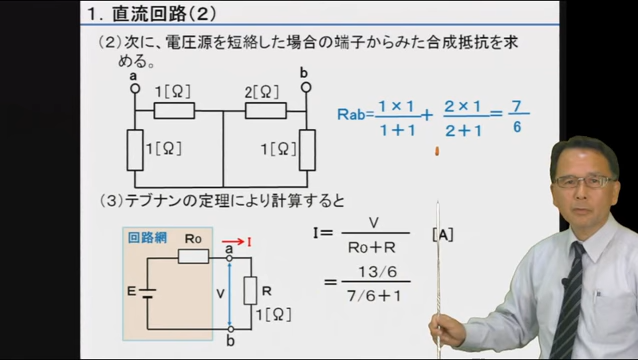 1. 直流回路(2)
(2)次に、電圧源を短絡した場合の端子からみた合成抵抗を求
める。
a
b
1[Ω]
2[Ω]
1[Ω]
1[Ω]
Rab=1×1/1+1 + 2×1/2+1 = 7/6
(3)テブナンの定理により計算すると
回路網
Ro
a
I
E
V
R
1[Ω]
b
I= V/Ro+R [A]
= 13/6/7/6+1